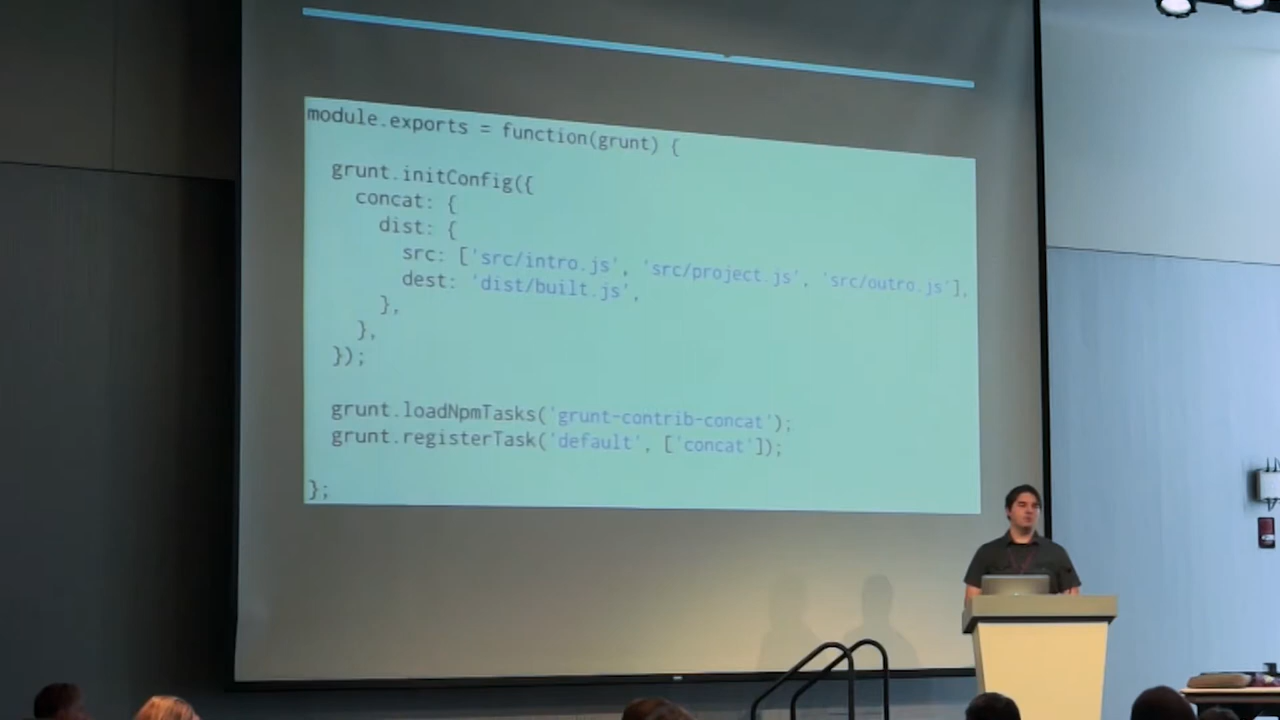 module.exports = function(grunt) {
grunt.initConfig({
concat: {
dist: {
src: ['src/intro.js', 'src/project.js', 'src/outro.js'],
dest: 'dist/built.js',
},
},
});
grunt.loadNpmTasks('grunt-contrib-concat');
grunt.registerTask('default', ['concat']);
};